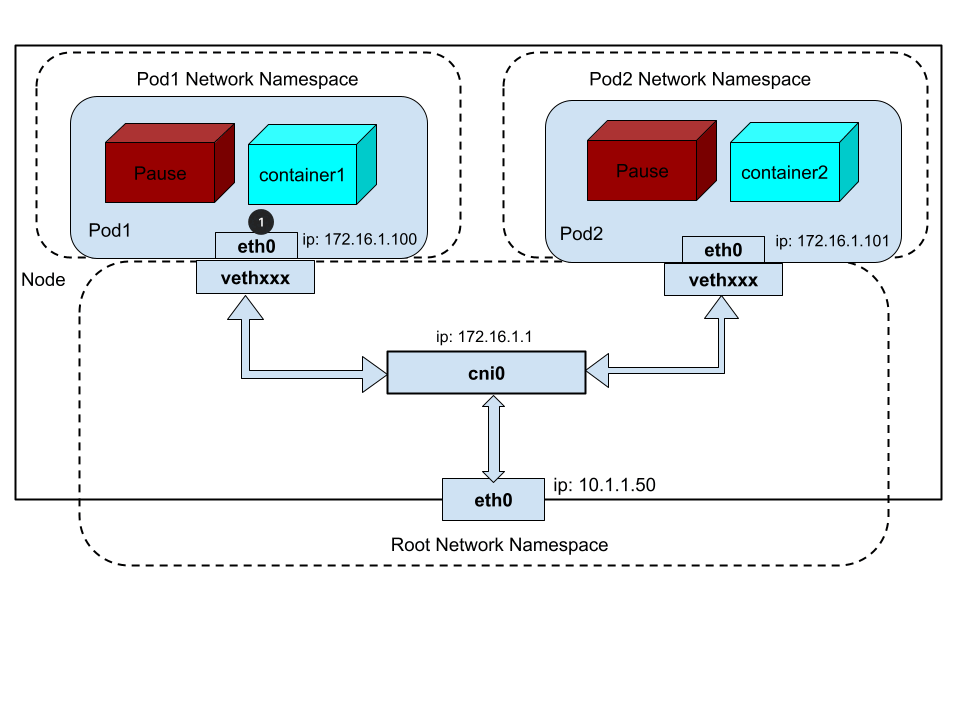 Pod1 Network Namespace
Pod2 Network Namespace
Pause
container1
Pause
container2
1
Pod1
eth0
ip: 172.16.1.100
Pod2
eth0
ip: 172.16.1.101
Node
vethxxx
vethxxx
ip: 172.16.1.1
cni0
eth0
ip: 10.1.1.50
Root Network Namespace